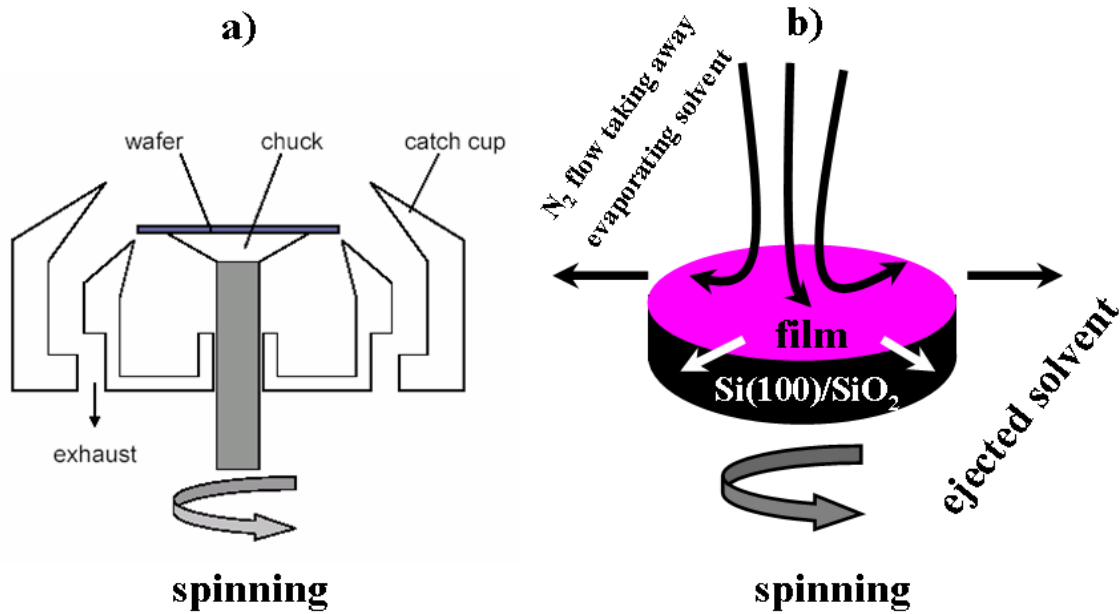 a)
wafer
chuck
catch cup
exhaust
spinning
b)
N2 flow taking away
evaporating solvent
film
Si(100)/SiO2
ejected solvent
spinning